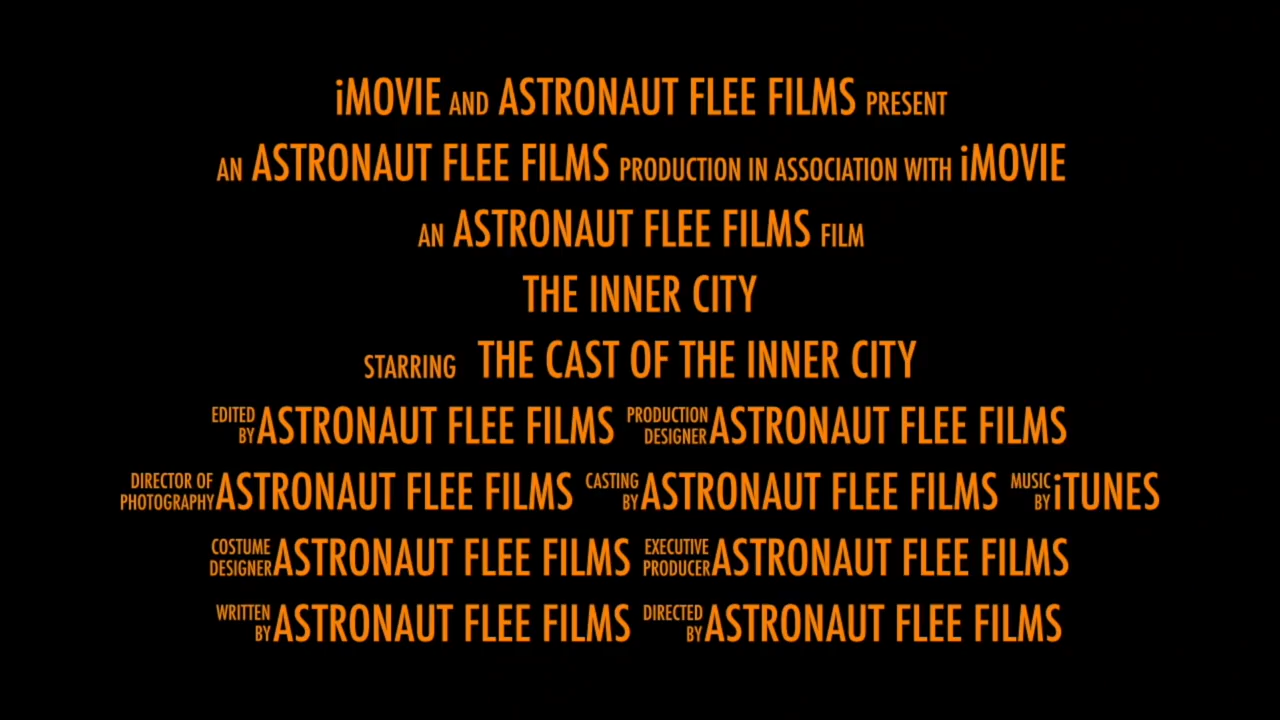 iMOVIE AND ASTRONAUT FLEE FILMS PRESENT
AN ASTRONAUT FLEE FILMS PRODUCTION IN ASSOCIATION WITH iMOVIE
AN ASTRONAUT FLEE FILMS FILM
THE INNER CITY
STARRING THE CAST OF THE INNER CITY
EDITED BY ASTRONAUT FLEE FILMS PRODUCTION DESIGNER ASTRONAUT FLEE FILMS
DIRECTOR OF PHOTOGRAPHY ASTRONAUT FLEE FILMS CASTING BY ASTRONAUT FLEE FILMS MUSIC BY iTUNES
COSTUME DESIGNER ASTRONAUT FLEE FILMS EXECUTIVE PRODUCER ASTRONAUT FLEE FILMS
WRITTEN BY ASTRONAUT FLEE FILMS DIRECTED BY ASTRONAUT FLEE FILMS